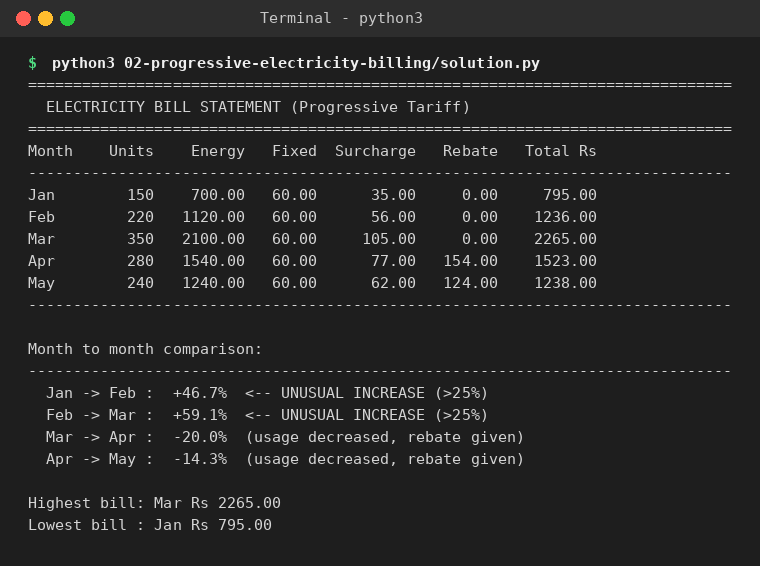 Terminal - python3
$ python3 02-progressive-electricity-billing/solution.py
==============================================================================
  ELECTRICITY BILL STATEMENT (Progressive Tariff)
==============================================================================
Month    Units    Energy   Fixed  Surcharge   Rebate   Total Rs
------------------------------------------------------------------------------
Jan        150    700.00   60.00      35.00     0.00     795.00
Feb        220   1120.00   60.00      56.00     0.00    1236.00
Mar        350   2100.00   60.00     105.00     0.00    2265.00
Apr        280   1540.00   60.00      77.00   154.00    1523.00
May        240   1240.00   60.00      62.00   124.00    1238.00
------------------------------------------------------------------------------
Month to month comparison:
------------------------------------------------------------------------------
  Jan -> Feb :  +46.7%  <-- UNUSUAL INCREASE (>25%)
  Feb -> Mar :  +59.1%  <-- UNUSUAL INCREASE (>25%)
  Mar -> Apr :  -20.0%  (usage decreased, rebate given)
  Apr -> May :  -14.3%  (usage decreased, rebate given)
Highest bill: Mar Rs 2265.00
Lowest bill : Jan Rs 795.00